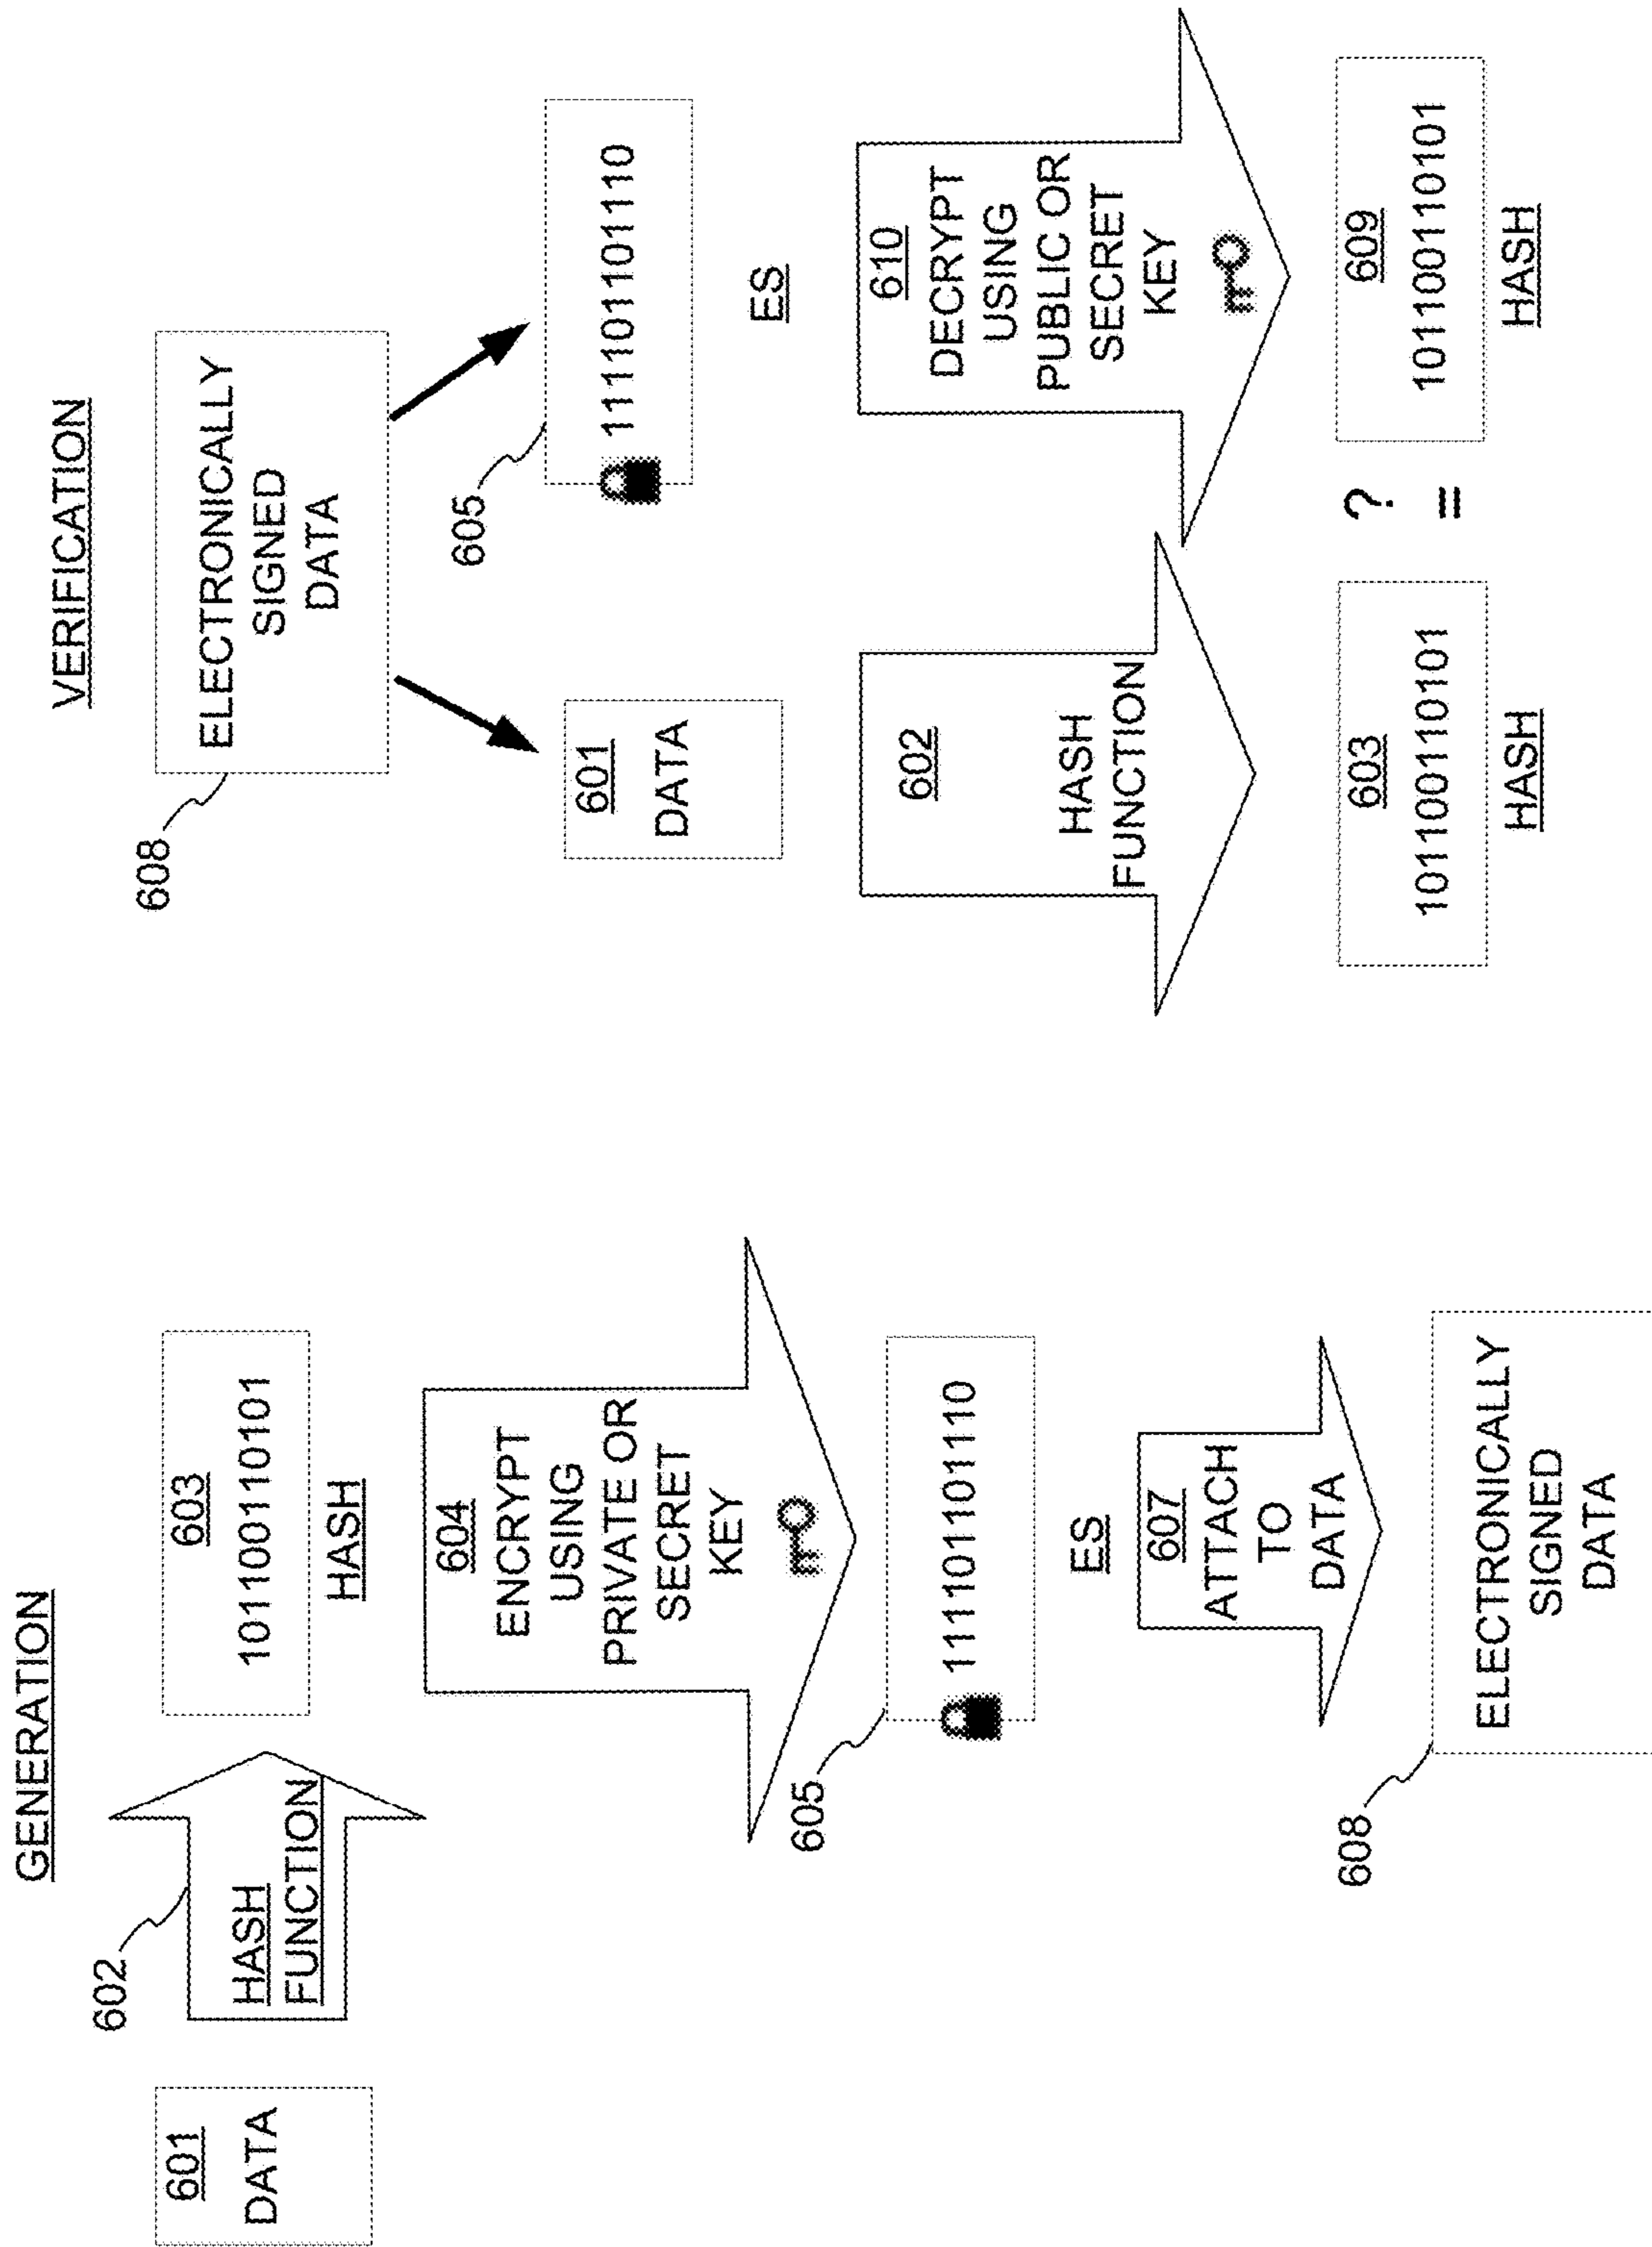 GENERATION
601
DATA
602
HASH
FUNCTION
603
101100110101
HASH
604
ENCRYPT
USING
PRIVATE OR
SECRET
KEY
605
111101101110
ES
607
ATTACH
TO
DATA
608
ELECTRONICALLY
SIGNED
DATA
VERIFICATION
608
ELECTRONICALLY
SIGNED
DATA
601
DATA
605
111101101110
ES
602
HASH
FUNCTION
610
DECRYPT
USING
PUBLIC OR
SECRET
KEY
603
101100110101
HASH
?
=
609
101100110101
HASH